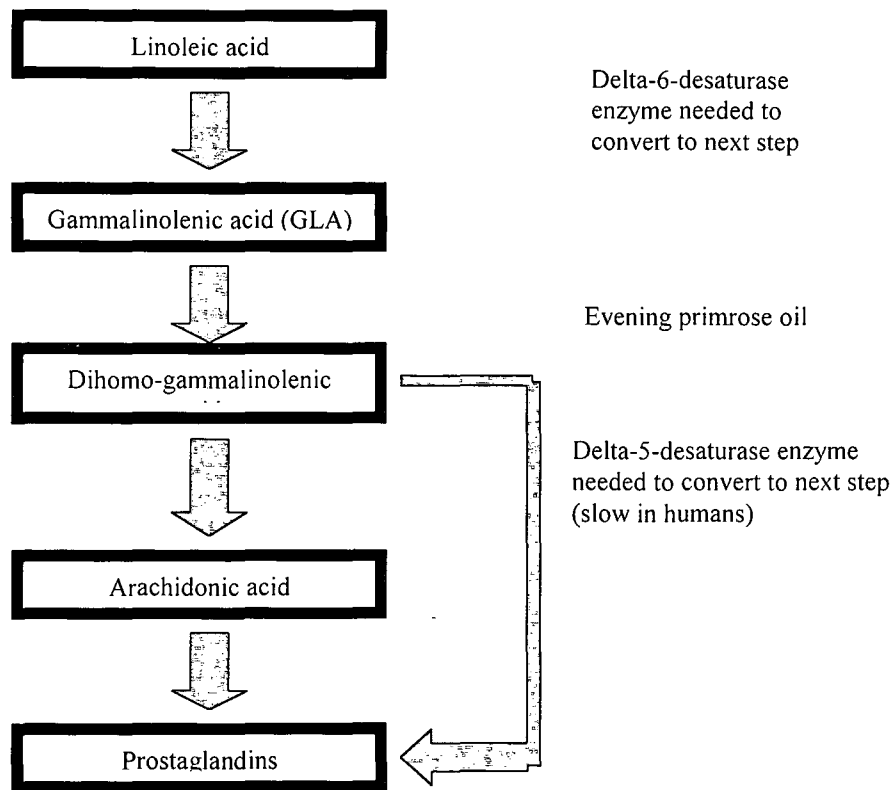 Linoleic acid
Delta-6-desaturase
enzyme needed to
convert to next step
Gammalinolenic acid (GLA)
Evening primrose oil
Dihomo-gammalinolenic
Delta-5-desaturase enzyme
needed to convert to next step
(slow in humans)
Arachidonic acid
Prostaglandins